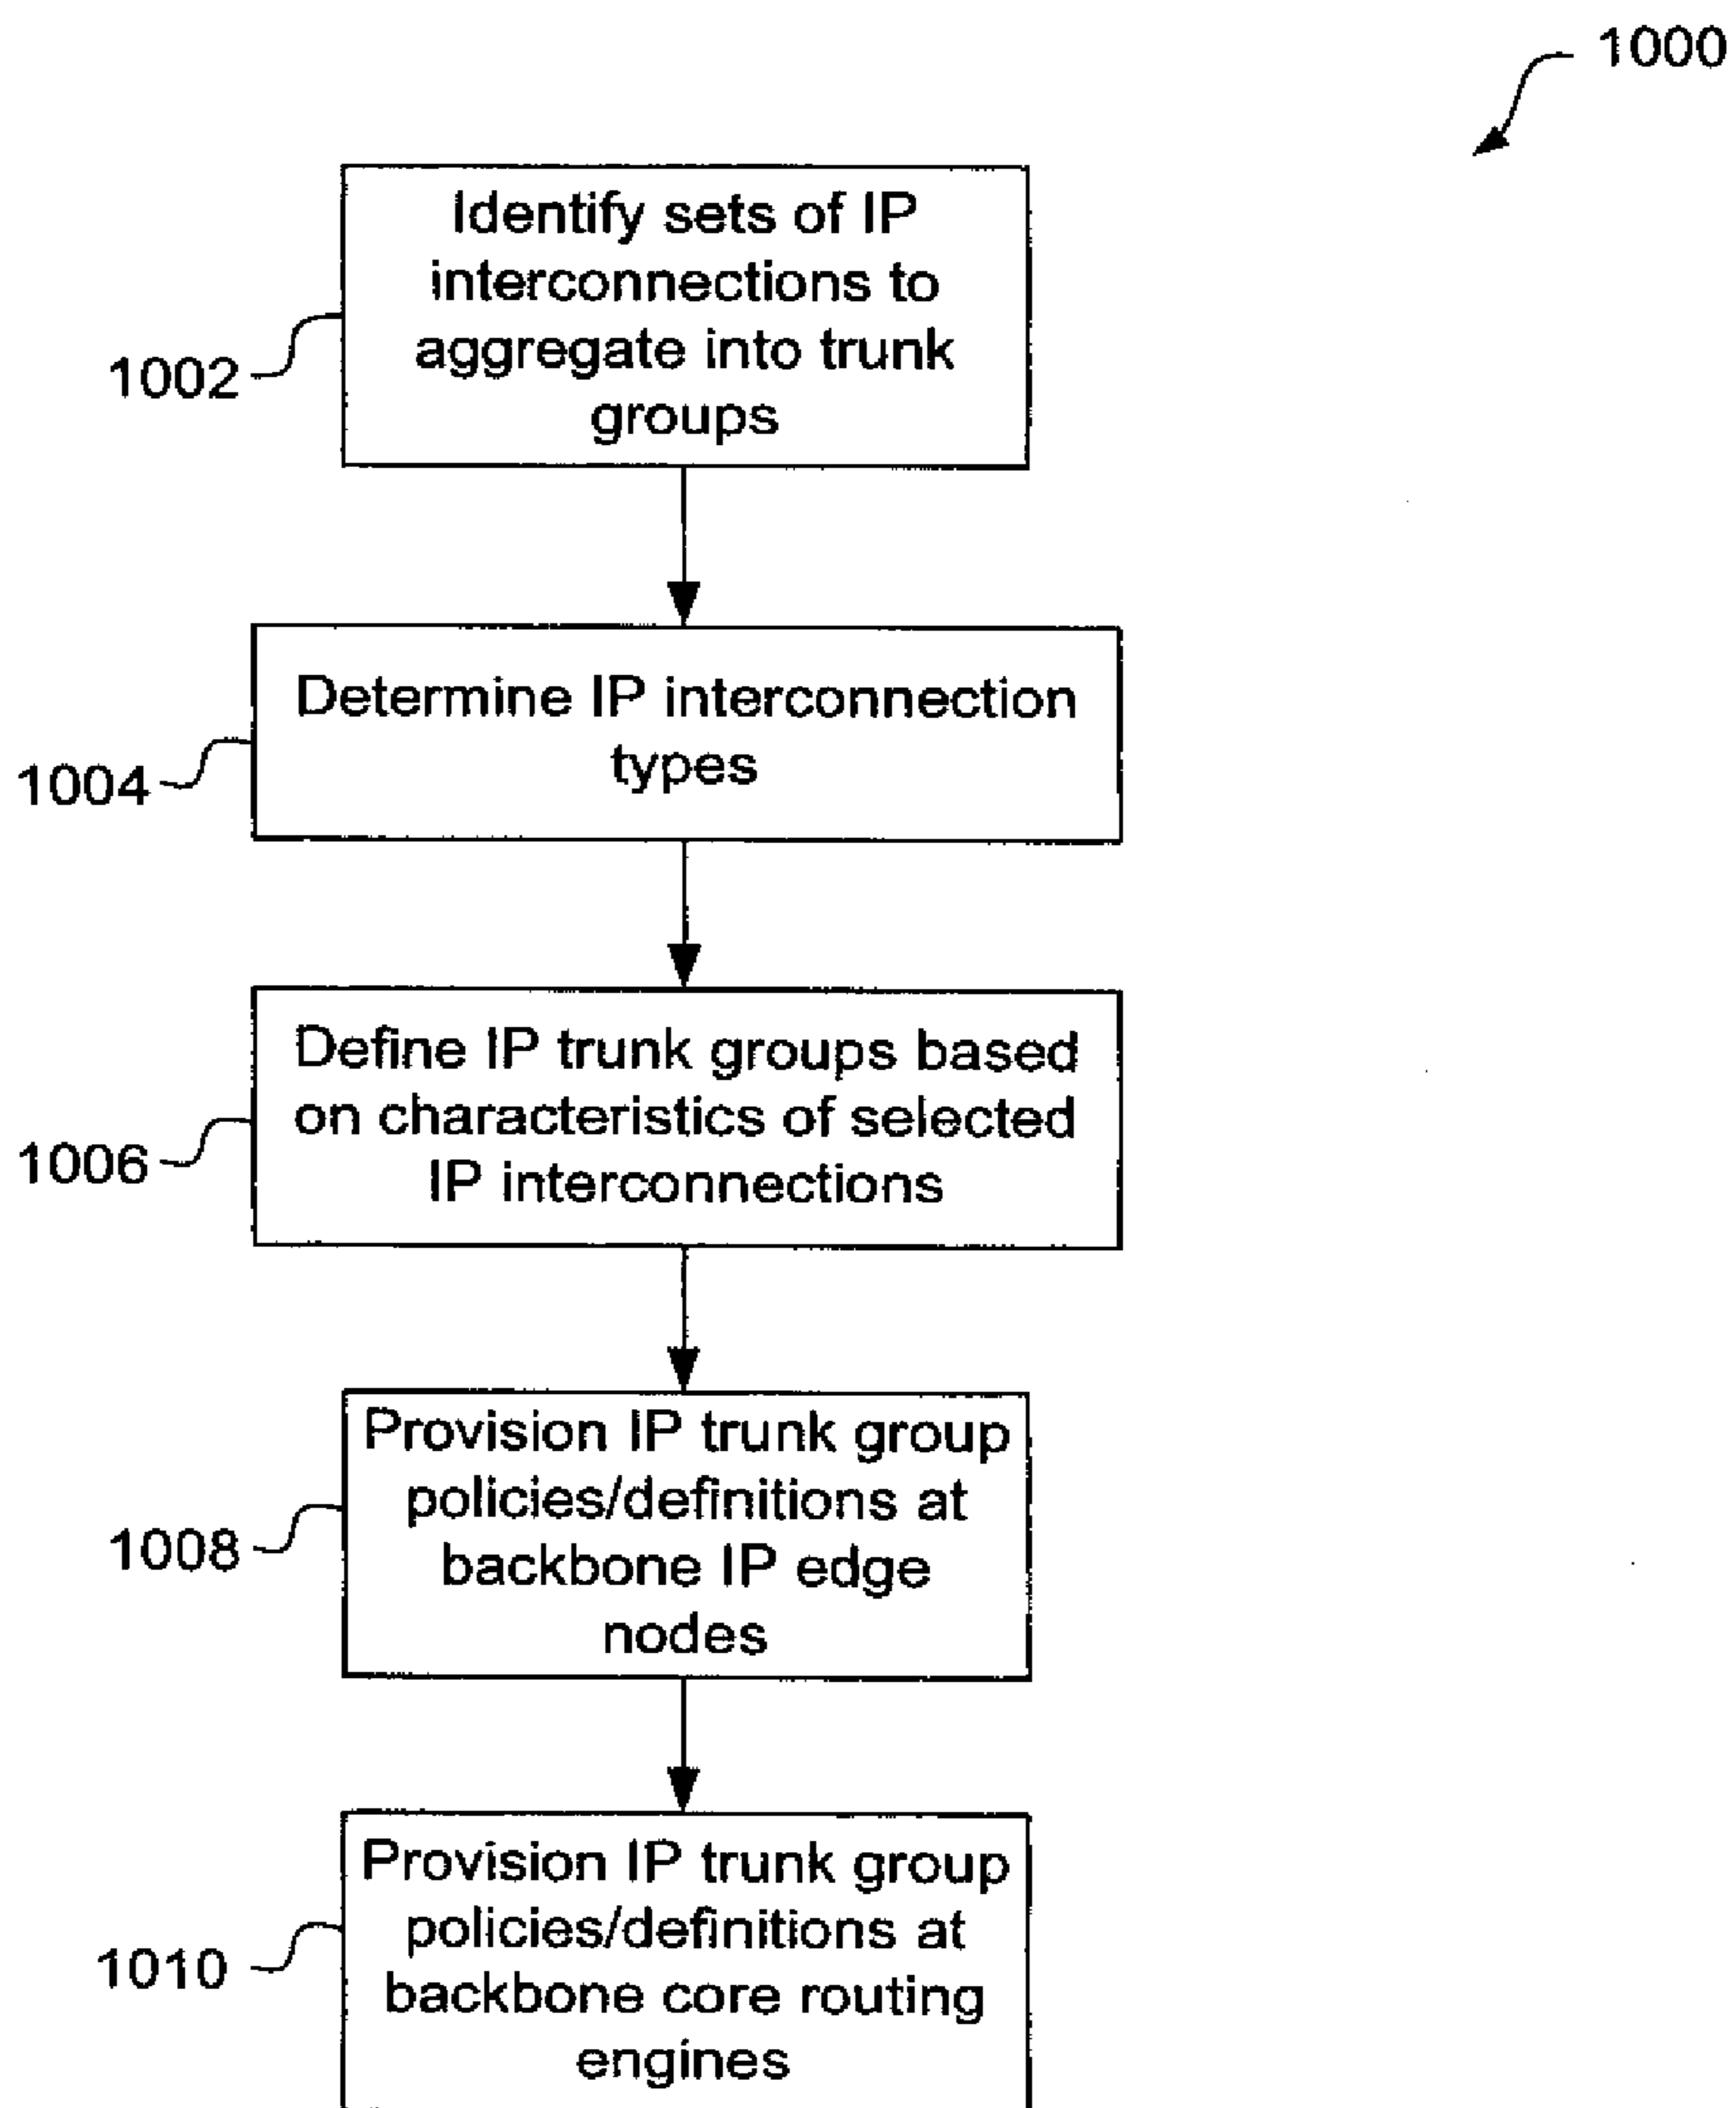 1000
Identify sets of IP
interconnections to
aggregate into trunk
groups
1002
Determine IP interconnection
types
1004
Define IP trunk groups based
on characteristics of selected
IP interconnections
1006
Provision IP trunk group
policies/definitions at
backbone IP edge
nodes
1008
Provision IP trunk group
policies/definitions at
backbone core routing
engines
1010